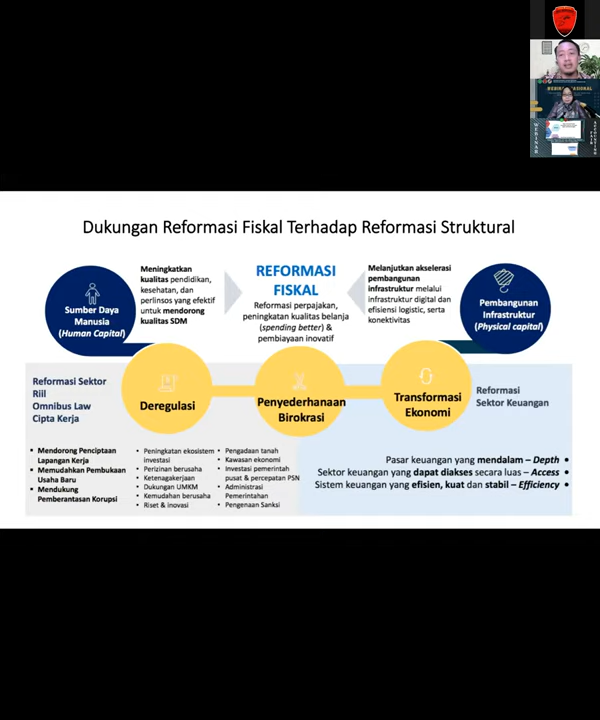 WEBINAR
Dukungan Reformasi Fiskal Terhadap Reformasi Struktural
Sumber Daya
Manusia
(Human Capital)
Meningkatkan
kualitas pendidikan,
kesehatan, dan
perlinsos yang efektif
untuk mendorong
kualitas SDM
REFORMASI
FISKAL
Reformasi perpajakan,
peningkatan kualitas belanja
(spending better) &
pembiayaan inovatif
Melanjutkan akselerasi
pembangunan
infrastruktur melalui
infrastruktur digital dan
efisiensi logistic, serta
konektivitas
Pembangunan
Infrastruktur
(Physical capital)
Reformasi Sektor
Riil
Omnibus Law
Cipta Kerja
Deregulasi
Penyederhanaan
Birokrasi
Transformasi
Ekonomi
Reformasi
Sektor Keuangan
• Mendorong Penciptaan
Lapangan Kerja
• Memudahkan Pembukaan
Usaha Baru
• Mendukung
Pemberantasan Korupsi
• Peningkatan ekosistem
investasi
• Perizinan berusaha
• Ketenagakerjaan
• Dukungan UMKM
• Kemudahan berusaha
• Riset & inovasi
• Pengadaan tanah
• Kawasan ekonomi
• Investasi pemerintah
pusat & percepatan PSN
• Administrasi
Pemerintahan
• Pengenaan Sanksi
Pasar keuangan yang mendalam – Depth •
Sektor keuangan yang dapat diakses secara luas – Access •
Sistem keuangan yang efisien, kuat dan stabil – Efficiency •